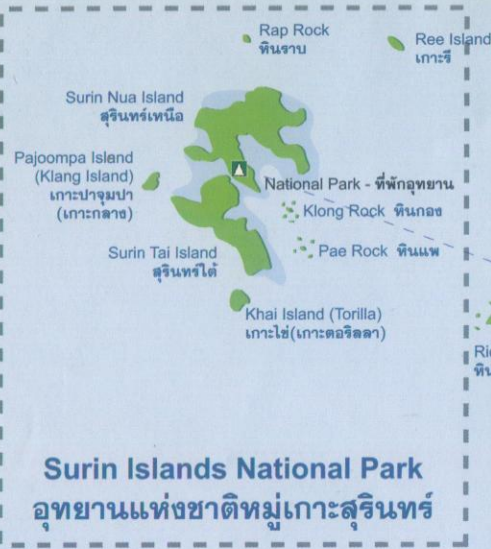 Rap Rock
หินราบ
Ree Island
เกาะรี
Surin Nua Island
สุรินทร์เหนือ
Pajoompa Island
(Klang Island)
เกาะปาจุมปา
(เกาะกลาง)
National Park - ที่พักอุทยาน
Klong Rock หินกอง
Surin Tai Island
สุรินทร์ใต้
Pae Rock หินแพ
Khai Island (Torilla)
เกาะไข่(เกาะตอริลลา)
Surin Islands National Park
อุทยานแห่งชาติหมู่เกาะสุรินทร์